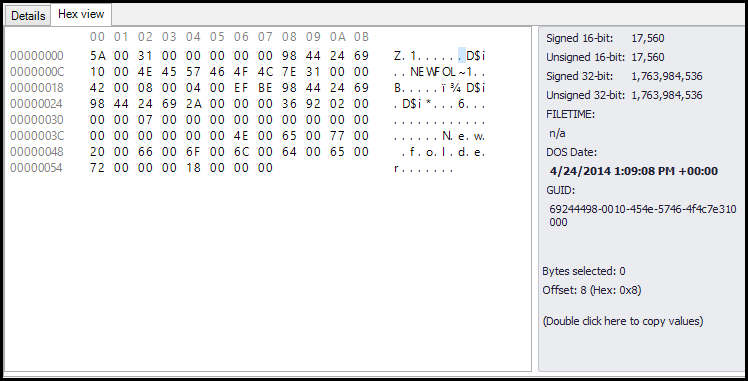 Details
Hex view
00 01 02 03 04 05 06 07 08 09 0A 0B
00000000 5A 00 31 00 00 00 00 00 98 44 24 69 Z.1......D$i
0000000C 10 00 4E 45 57 46 4F 4C 7E 31 00 00 ..NEWFOL~1..
00000018 42 00 08 00 04 00 EF BE 98 44 24 69 B.....ï¾.D$i
00000024 98 44 24 69 2A 00 00 00 36 92 02 00 .D$i*...6...
00000030 00 00 07 00 00 00 00 00 00 00 00 00 ............
0000003C 00 00 00 00 00 00 4E 00 65 00 77 00 ......N.e.w.
00000048 20 00 66 00 6F 00 6C 00 64 00 65 00 .f.o.l.d.e.
00000054 72 00 00 00 18 00 00 00 r.......
Signed 16-bit: 17,560
Unsigned 16-bit: 17,560
Signed 32-bit: 1,763,984,536
Unsigned 32-bit: 1,763,984,536
FILETIME:
n/a
DOS Date:
4/24/2014 1:09:08 PM +00:00
GUID:
69244498-0010-454e-5746-4f4c7e310
000
Bytes selected: 0
Offset: 8 (Hex: 0x8)
(Double click here to copy values)